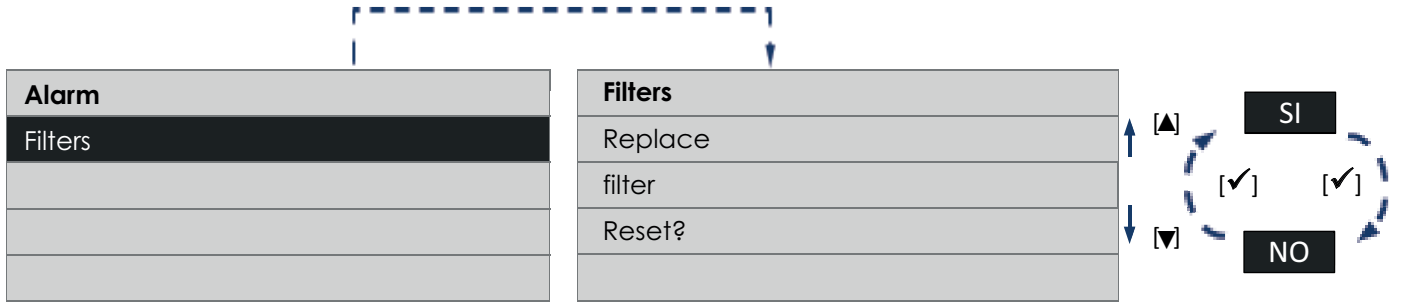 Alarm
Filters
Filters
Replace
filter
Reset?
[▲]
[▼]
SI
[✓] [✓]
NO